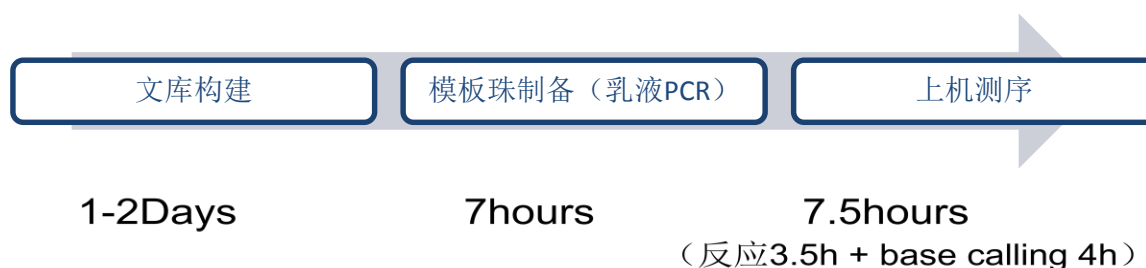 文库构建
模板珠制备（乳液PCR）
上机测序
1-2Days
7hours
7.5hours
（反应3.5h + base calling 4h）